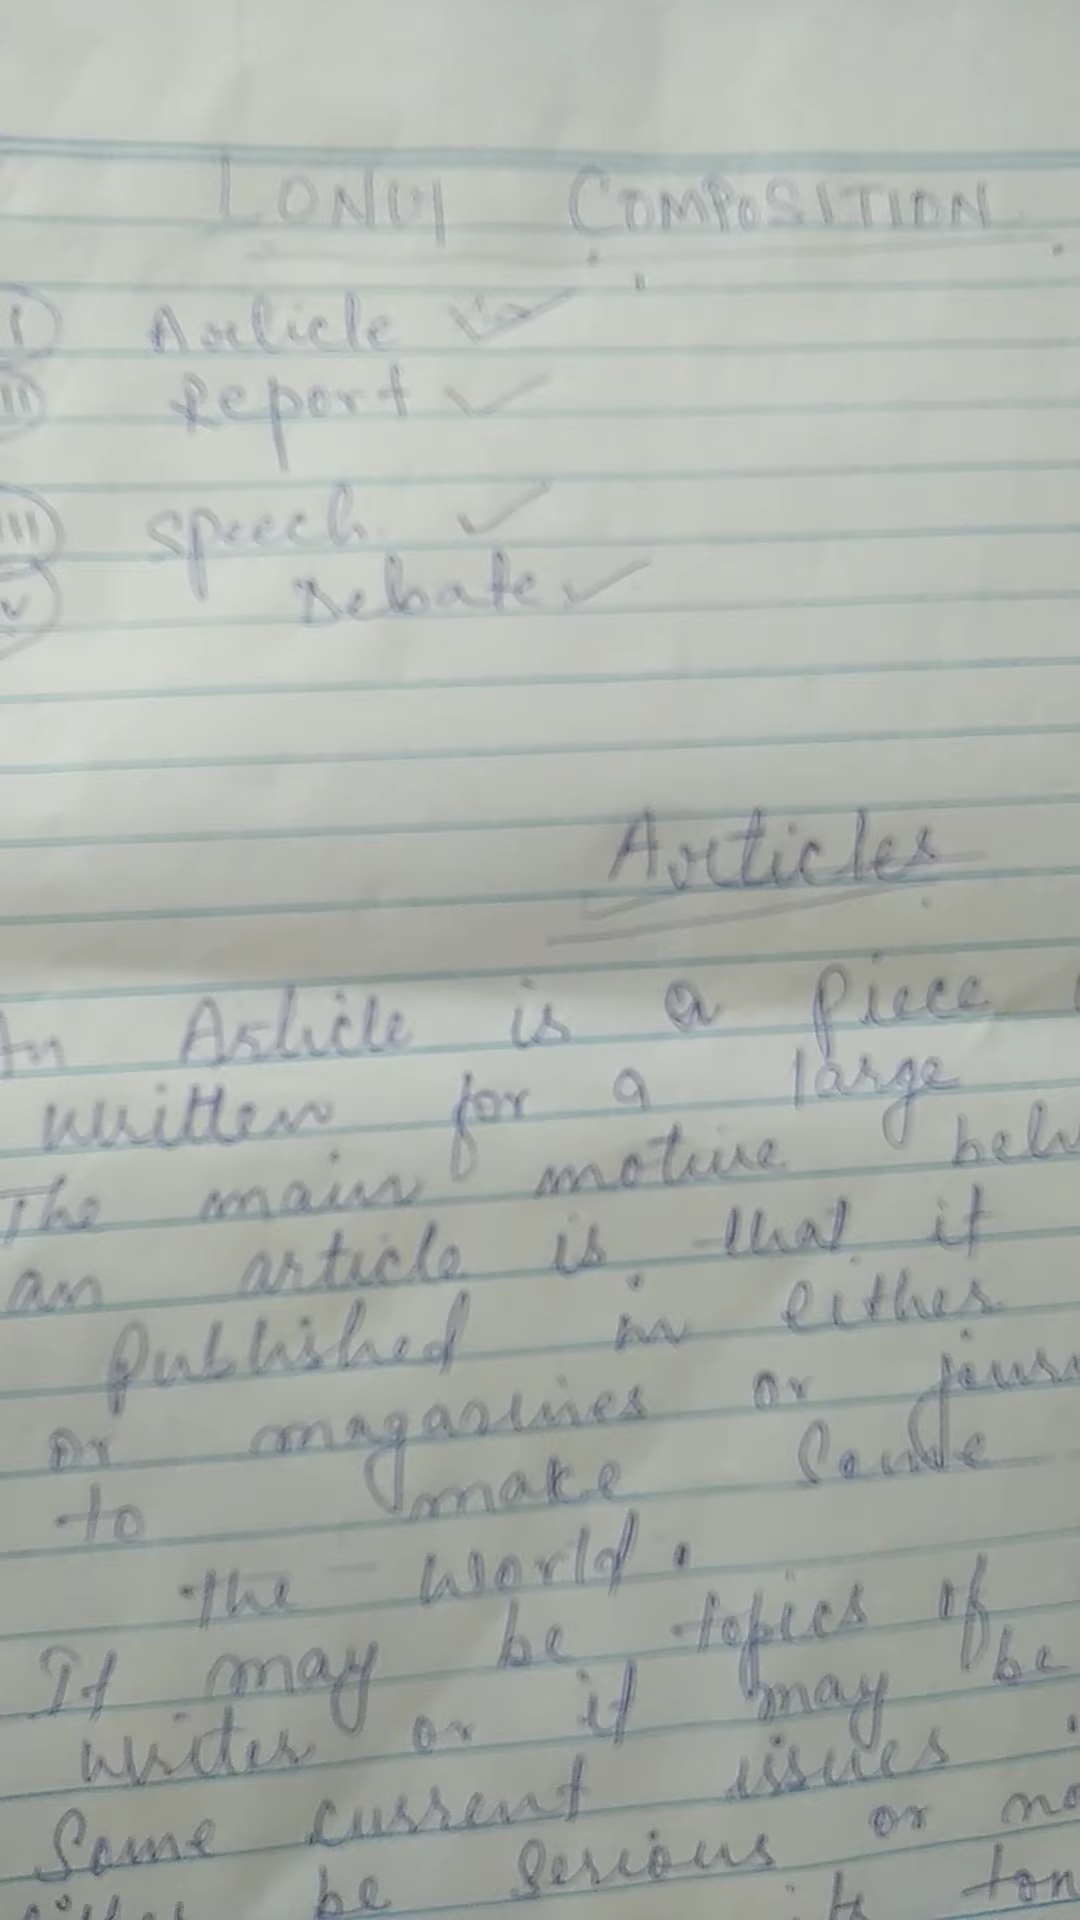 LONG COMPOSITION
i) Article
ii) Report
iii) Speech
Debate
Articles
An Article is a Piece
written for a large
The main motive
an article is that it
published in either
or magazines or
to make
the world.
It may be topics of
writer or it may be
Some current issues
be serious or